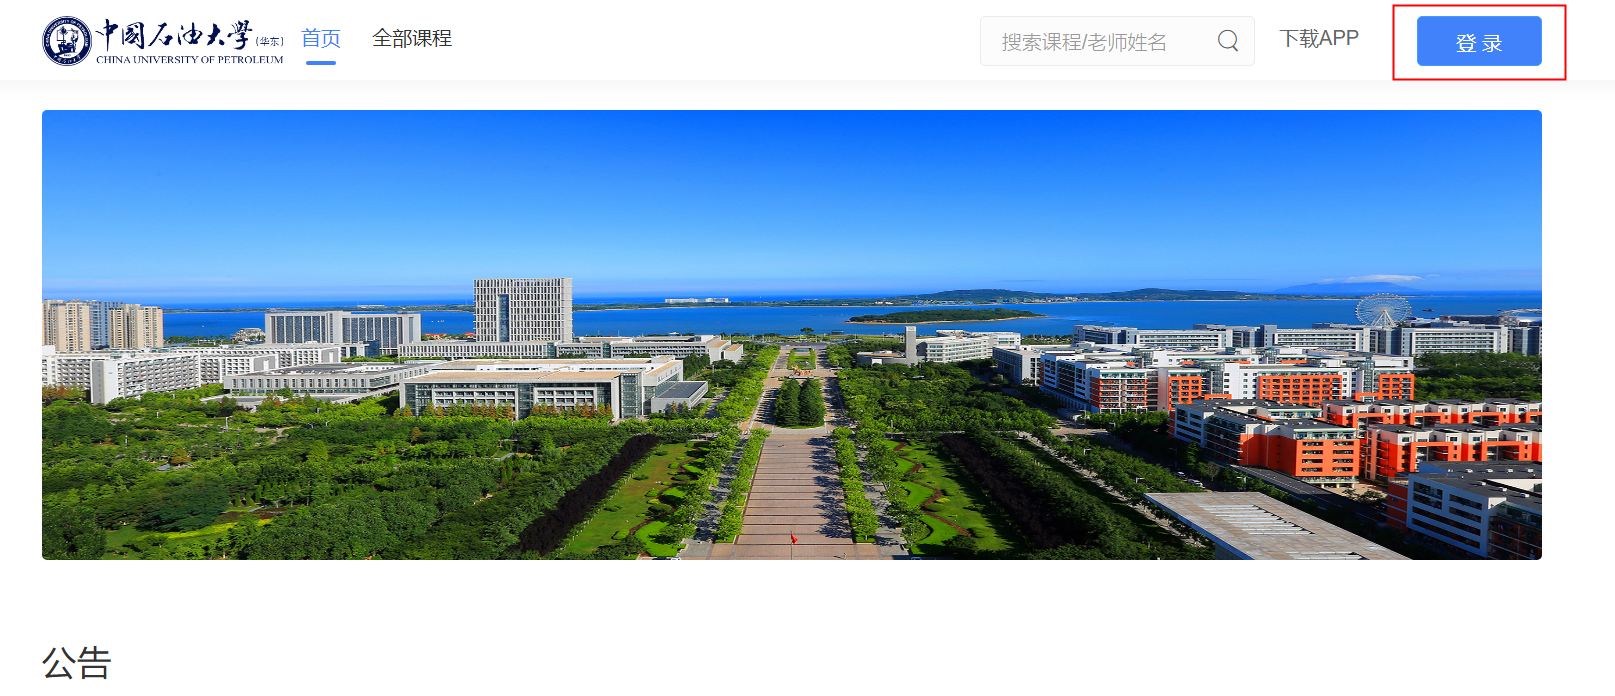 中国石油大学(华东)
CHINA UNIVERSITY OF PETROLEUM
首页
全部课程
搜索课程/老师姓名
下载APP
登录
公告